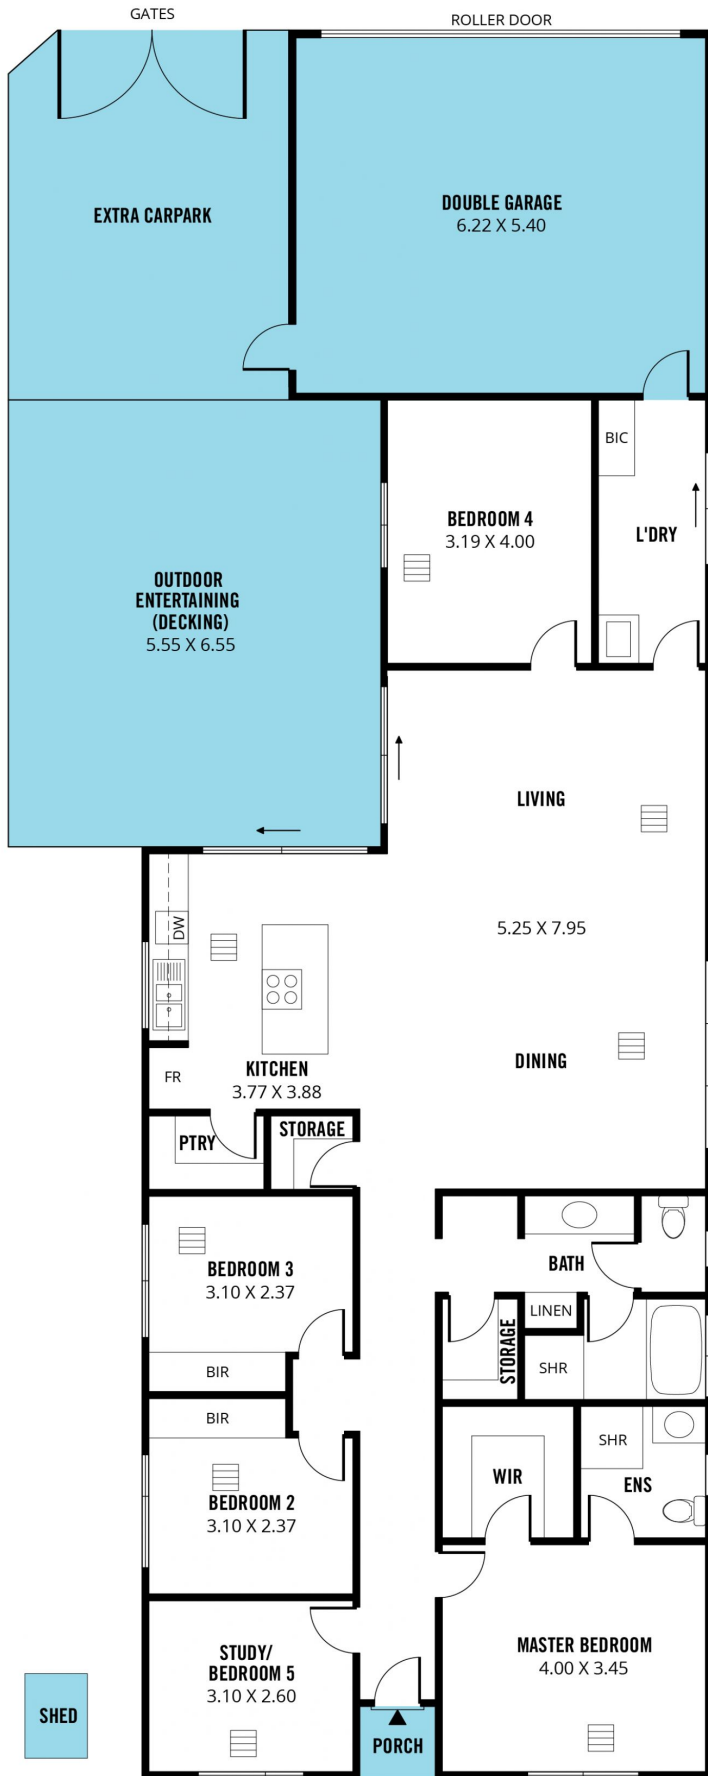 GATES
ROLLER DOOR
EXTRA CARPARK
DOUBLE GARAGE
6.22 X 5.40
BIC
BEDROOM 4
3.19 X 4.00
L'DRY
OUTDOOR
ENTERTAINING
(DECKING)
5.55 X 6.55
LIVING
5.25 X 7.95
DW
DINING
KITCHEN
3.77 X 3.88
FR
PTRY
STORAGE
BEDROOM 3
3.10 X 2.37
BATH
LINEN
STORAGE
SHR
BIR
BIR
SHR
WIR
ENS
BEDROOM 2
3.10 X 2.37
STUDY/
BEDROOM 5
3.10 X 2.60
MASTER BEDROOM
4.00 X 3.45
SHED
PORCH